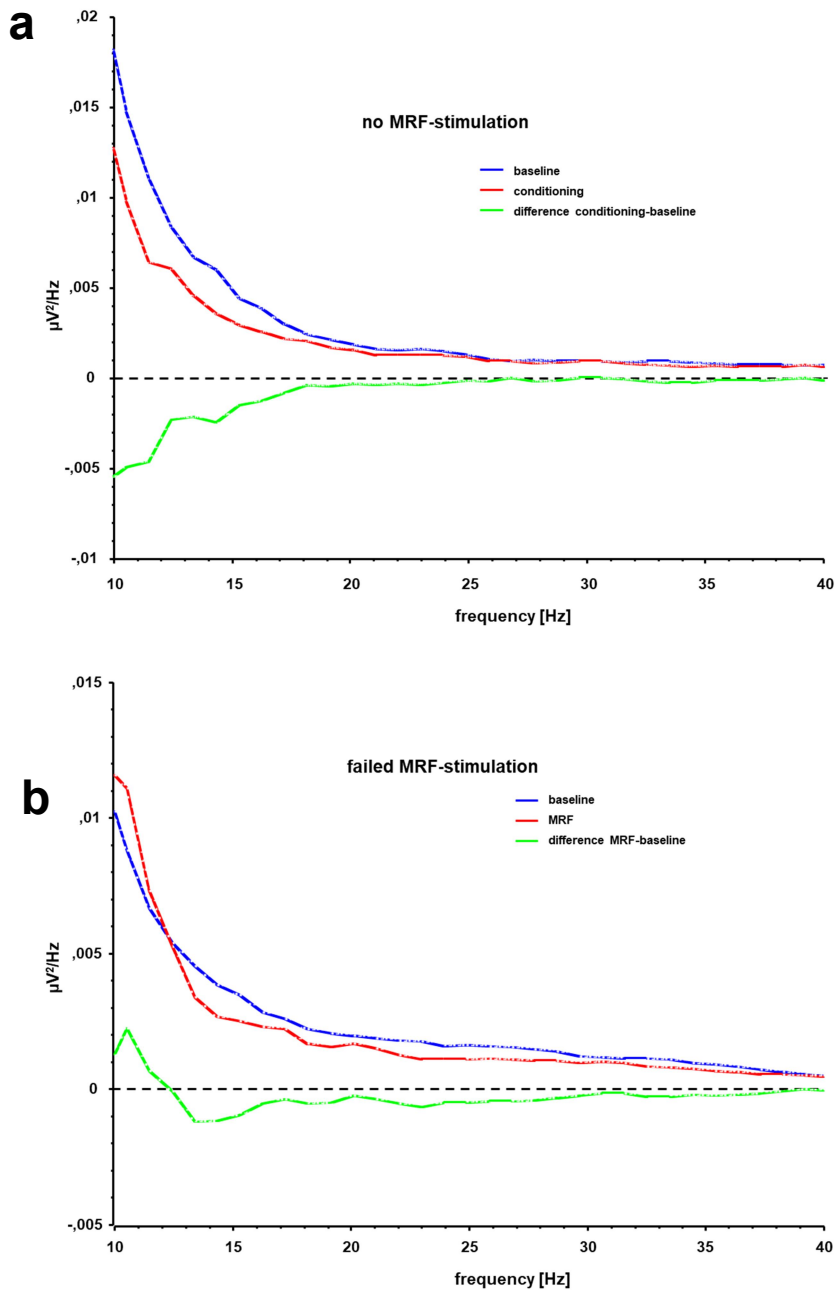 a
,02
,015
,01
,005
0
-,005
-,01
µV²/Hz
no MRF-stimulation
baseline
conditioning
difference conditioning-baseline
10 15 20 25 30 35 40
frequency [Hz]
b
,015
,01
,005
0
-,005
µV²/Hz
failed MRF-stimulation
baseline
MRF
difference MRF-baseline
10 15 20 25 30 35 40
frequency [Hz]